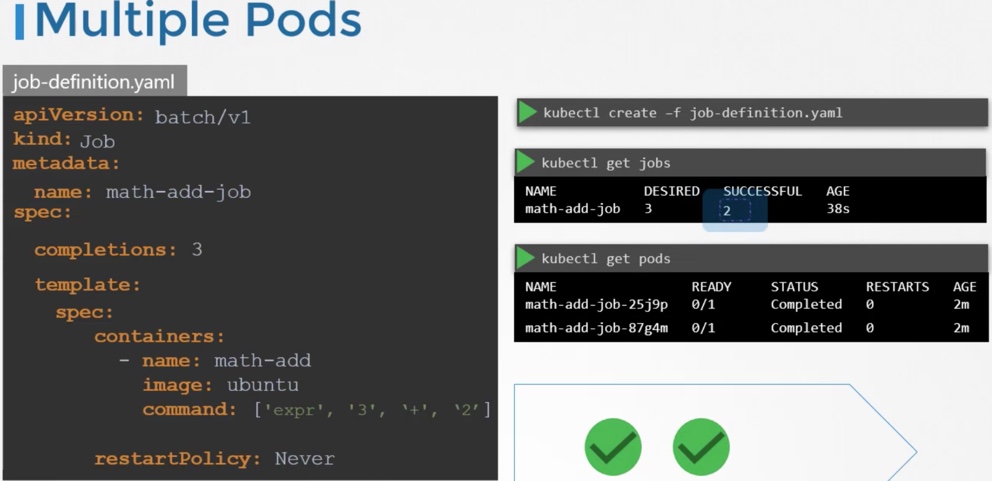 Multiple Pods
job-definition.yaml
apiVersion: batch/v1
kind: Job
metadata:
name: math-add-job
spec:
completions: 3
template:
spec:
containers:
- name: math-add
image: ubuntu
command: ['expr', '3', ‘+’, ‘2’]
restartPolicy: Never
kubectl create –f job-definition.yaml
kubectl get jobs
NAME DESIRED SUCCESSFUL AGE
math-add-job 3 2 38s
kubectl get pods
NAME READY STATUS RESTARTS AGE
math-add-job-25j9p 0/1 Completed 0 2m
math-add-job-87g4m 0/1 Completed 0 2m